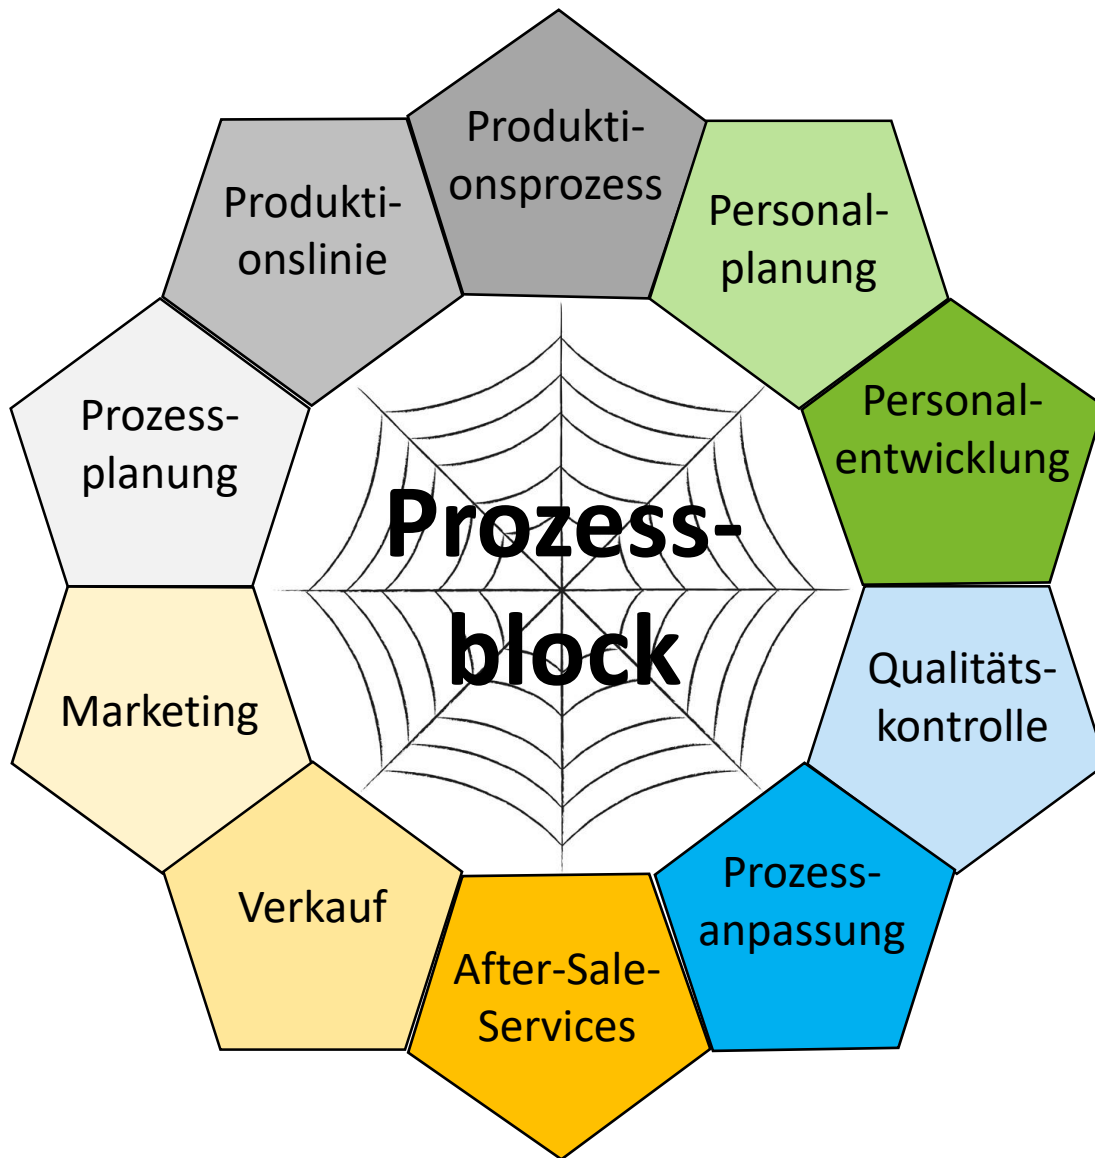 Produkti-
onsprozess
Personal-
planung
Personal-
entwicklung
Qualitäts-
kontrolle
Prozess-
anpassung
After-Sale-
Services
Verkauf
Marketing
Prozess-
planung
Produkti-
onslinie
Prozess-
block